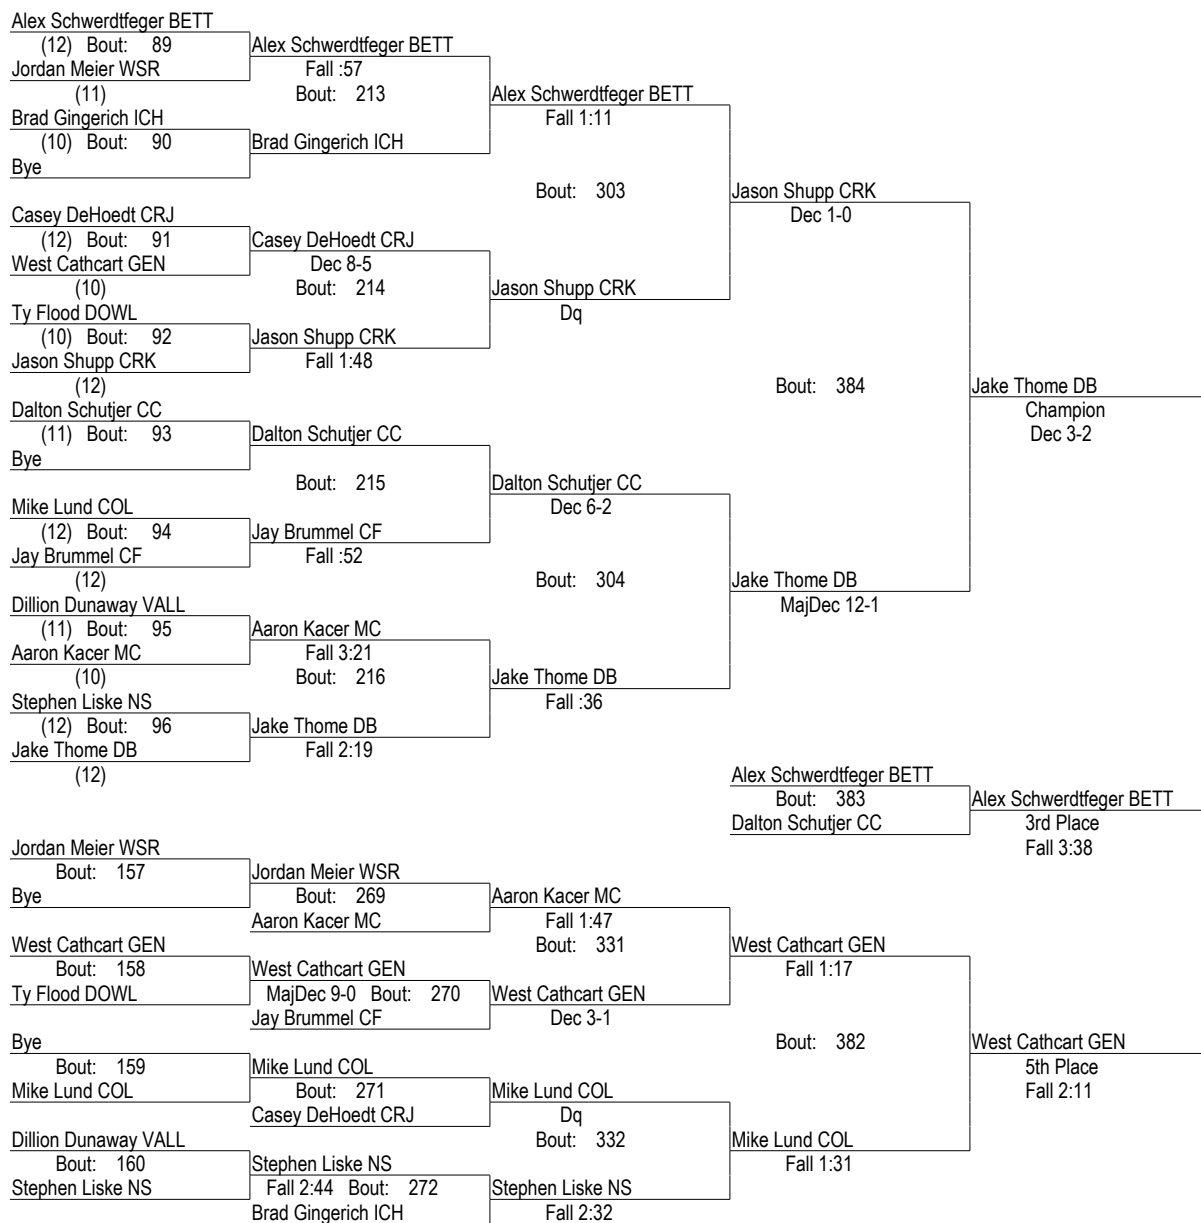 Alex Schwerdtfeger BETT
(12) Bout: 89 Alex Schwerdtfeger BETT
Jordan Meier WSR Fall :57
(11) Bout: 213 Alex Schwerdtfeger BETT
Brad Gingerich ICH Fall 1:11
(10) Bout: 90 Brad Gingerich ICH
Bye
Bout: 303 Jason Shupp CRK
Casey DeHoedt CRJ Dec 1-0
(12) Bout: 91 Casey DeHoedt CRJ
West Cathcart GEN Dec 8-5
(10) Bout: 214 Jason Shupp CRK
Ty Flood DOWL Dq
(10) Bout: 92 Jason Shupp CRK
Jason Shupp CRK Fall 1:48
(12) Bout: 384 Jake Thome DB
Dalton Schutjer CC Champion
(11) Bout: 93 Dalton Schutjer CC Dec 3-2
Bye
Bout: 215 Dalton Schutjer CC
Mike Lund COL Dec 6-2
(12) Bout: 94 Jay Brummel CF
Jay Brummel CF Fall :52
(12) Bout: 304 Jake Thome DB
Dillion Dunaway VALL MajDec 12-1
(11) Bout: 95 Aaron Kacer MC
Aaron Kacer MC Fall 3:21
(10) Bout: 216 Jake Thome DB
Stephen Liske NS Fall :36
(12) Bout: 96 Jake Thome DB
Jake Thome DB Fall 2:19
(12) Alex Schwerdtfeger BETT
Bout: 383 Alex Schwerdtfeger BETT
Dalton Schutjer CC 3rd Place
Jordan Meier WSR Fall 3:38
Bout: 157 Jordan Meier WSR
Bye Bout: 269 Aaron Kacer MC
Aaron Kacer MC Fall 1:47
West Cathcart GEN Bout: 331 West Cathcart GEN
Bout: 158 West Cathcart GEN Fall 1:17
Ty Flood DOWL MajDec 9-0 Bout: 270 West Cathcart GEN
Jay Brummel CF Dec 3-1
Bye Bout: 382 West Cathcart GEN
Bout: 159 Mike Lund COL 5th Place
Mike Lund COL Bout: 271 Mike Lund COL Fall 2:11
Casey DeHoedt CRJ Dq
Dillion Dunaway VALL Bout: 332 Mike Lund COL
Bout: 160 Stephen Liske NS Fall 1:31
Stephen Liske NS Fall 2:44 Bout: 272 Stephen Liske NS
Brad Gingerich ICH Fall 2:32